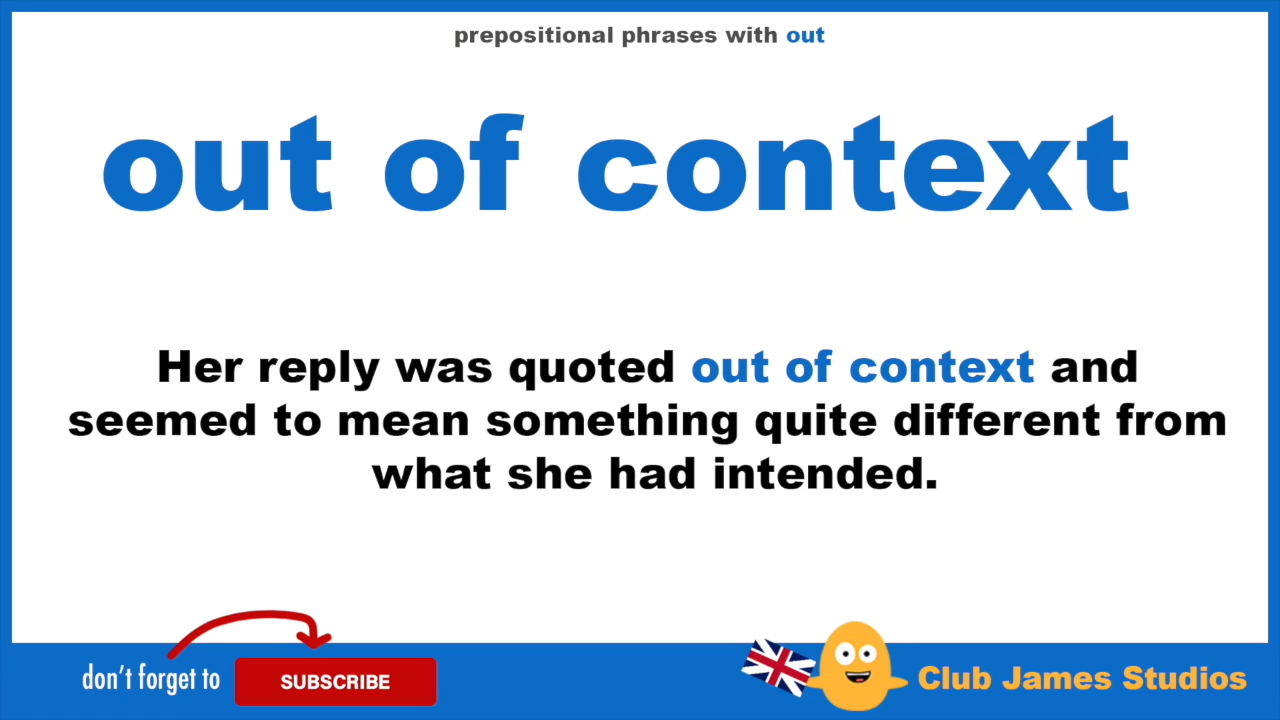 prepositional phrases with out
out of context
Her reply was quoted out of context and
seemed to mean something quite different from
what she had intended.
don't forget to
SUBSCRIBE
Club James Studios